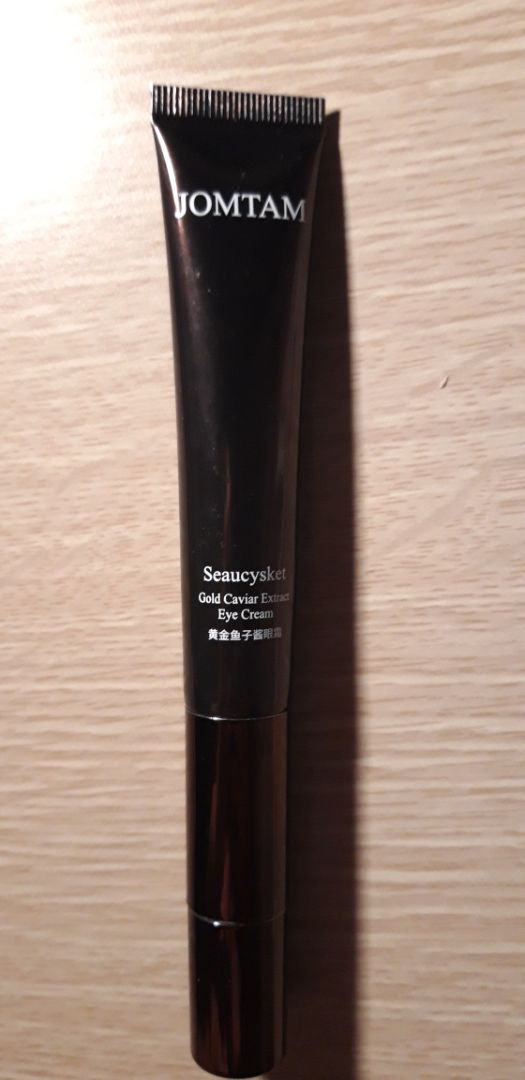 JOMTAM
Seaucysket
Gold Caviar Extract
Eye Cream
黄金鱼子酱眼霜